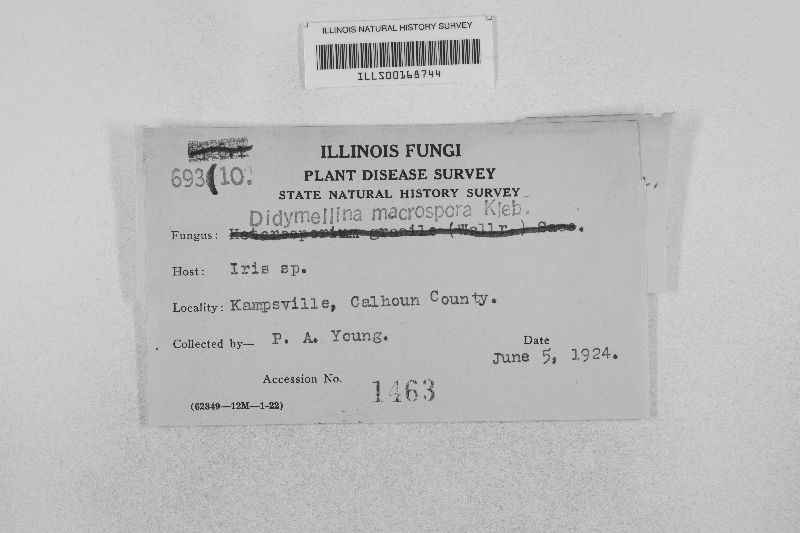 ILLINOIS NATURAL HISTORY SURVEY
ILLS00168744
693(10.
ILLINOIS FUNGI
PLANT DISEASE SURVEY
STATE NATURAL HISTORY SURVEY
Didymellina macrospora Kleb.
Fungus: Heterosporium gracile (Wallr.) Sacc.
Host: Iris sp.
Locality: Kampsville, Calhoun County.
Collected by— P. A. Young.
Date
June 5, 1924.
Accession No. 1463
(62849—12M—1-22)